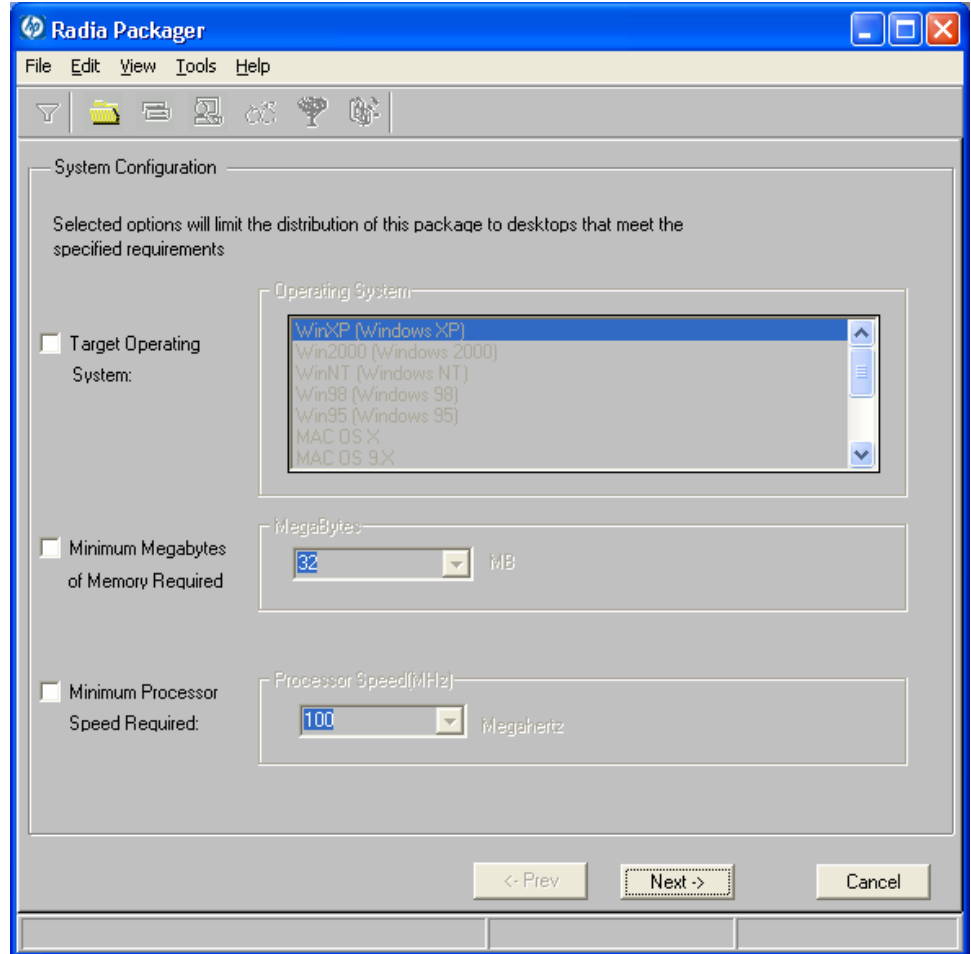 hp Radia Packager
File Edit View Tools Help
System Configuration
Selected options will limit the distribution of this package to desktops that meet the
specified requirements
Operating System
Target Operating
System:
WinXP (Windows XP)
Win2000 (Windows 2000)
WinNT (Windows NT)
Win98 (Windows 98)
Win95 (Windows 95)
MAC OS X
MAC OS 9.X
MegaBytes
Minimum Megabytes
of Memory Required
32 MB
Processor Speed(MHz)
Minimum Processor
Speed Required:
100 Megahertz
<- Prev Next -> Cancel